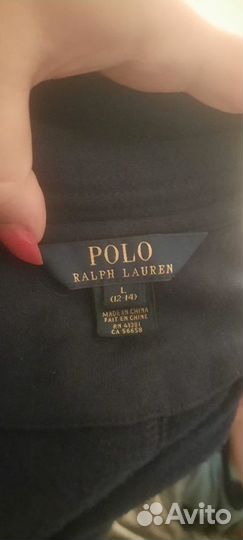 POLO
RALPH LAUREN
L
(12-14)
MADE IN CHINA
FAIT EN CHINE
RN 41381
CA 56658
Avito